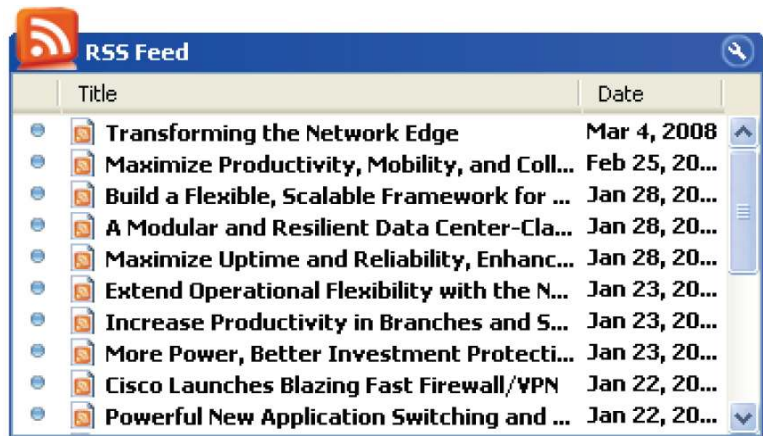 RSS Feed
Title Date
Transforming the Network Edge Mar 4, 2008
Maximize Productivity, Mobility, and Coll... Feb 25, 20...
Build a Flexible, Scalable Framework for ... Jan 28, 20...
A Modular and Resilient Data Center-Cla... Jan 28, 20...
Maximize Uptime and Reliability, Enhanc... Jan 28, 20...
Extend Operational Flexibility with the N... Jan 23, 20...
Increase Productivity in Branches and S... Jan 23, 20...
More Power, Better Investment Protecti... Jan 23, 20...
Cisco Launches Blazing Fast Firewall/VPN Jan 22, 20...
Powerful New Application Switching and ... Jan 22, 20...